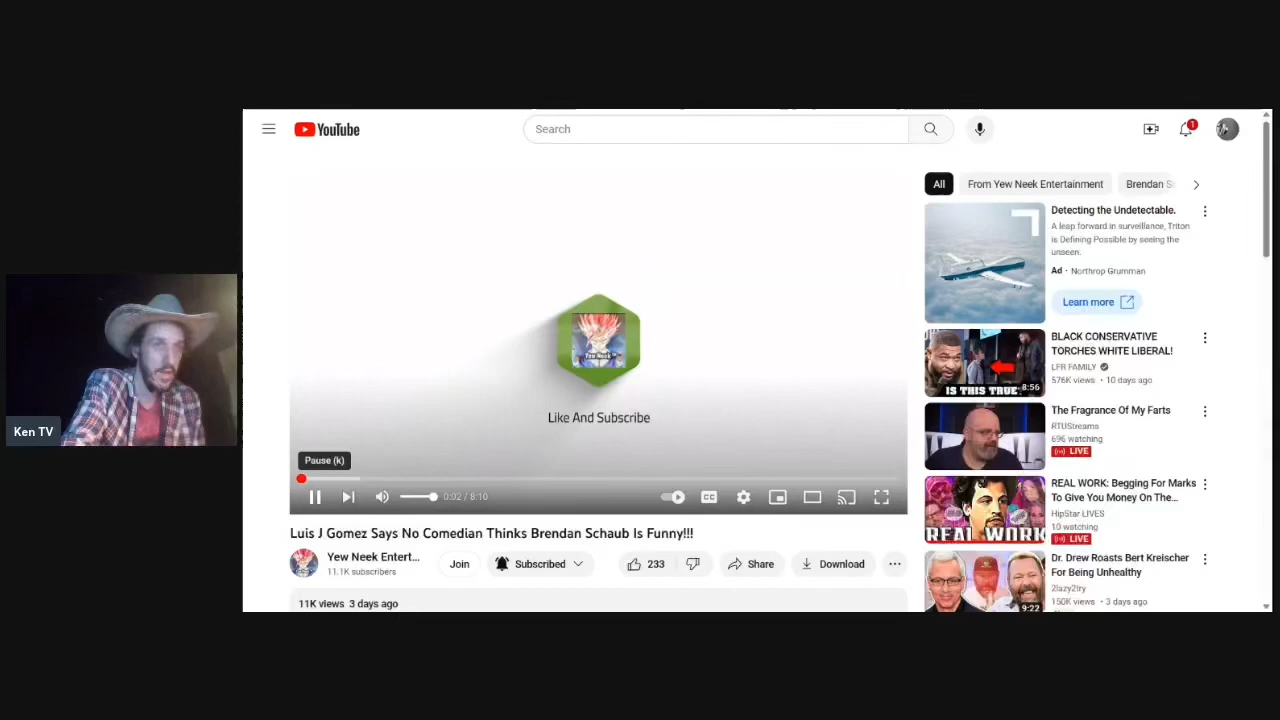 YouTube
Search
1
All
From Yew Neek Entertainment
Brendan S
Detecting the Undetectable.
A leap forward in surveillance, Triton
is Defining Possible by seeing the
unseen.
Ad · Northrop Grumman
Learn more
BLACK CONSERVATIVE
TORCHES WHITE LIBERAL!
LFR FAMILY
576K views • 10 days ago
IS THIS TRUE
8:56
The Fragrance Of My Farts
RTUStreams
696 watching
LIVE
REAL WORK: Begging For Marks
To Give You Money On The...
HipStar LIVES
10 watching
LIVE
REAL WORK
Dr. Drew Roasts Bert Kreischer
For Being Unhealthy
2lazy2try
150K views • 3 days ago
9:22
Yew Neek
Like And Subscribe
Ken TV
Pause (k)
0:02 / 8:10
CC
Luis J Gomez Says No Comedian Thinks Brendan Schaub Is Funny!!!
Yew Neek Entert...
11.1K subscribers
Join
Subscribed
233
Share
Download
11K views 3 days ago